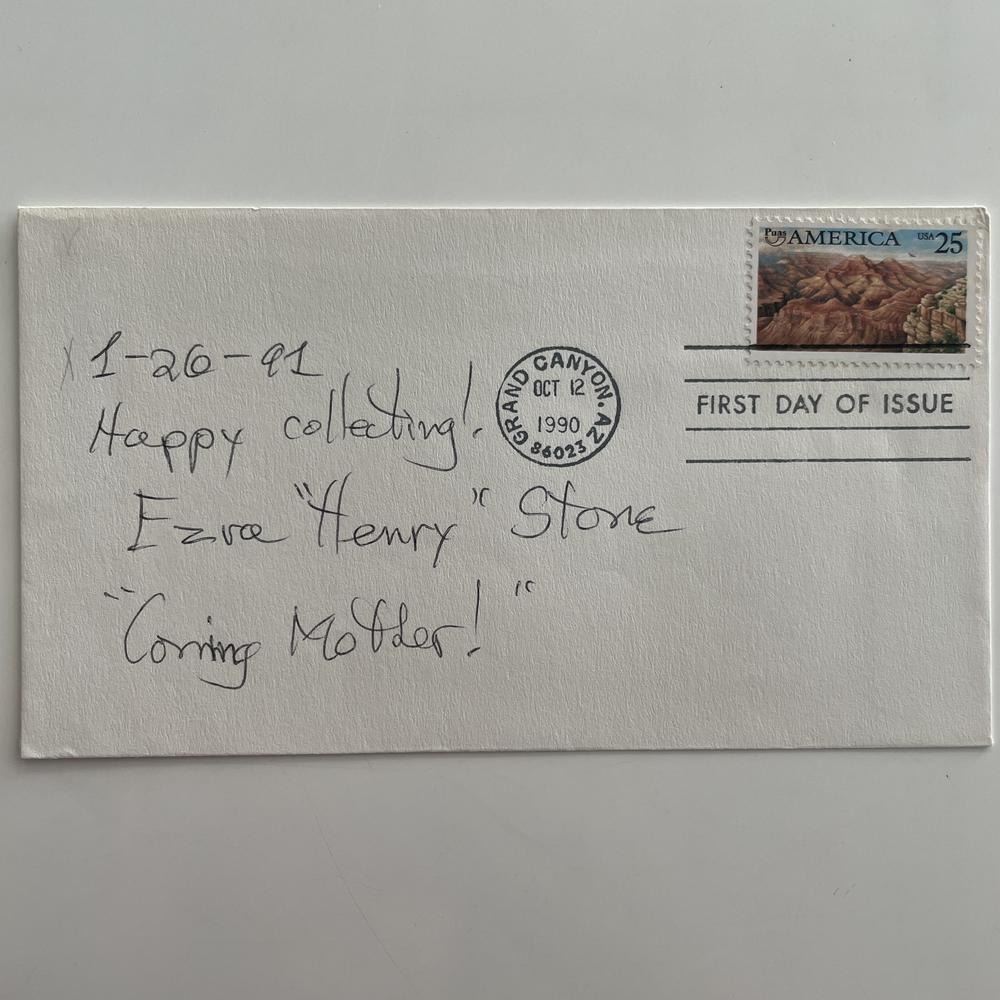 Puas AMERICA USA 25
1-26-91
Happy collecting!
Ezra "Henry" Stone
"Coming Mother!"
GRAND CANYON. AZ
OCT 12
1990
86023
FIRST DAY OF ISSUE